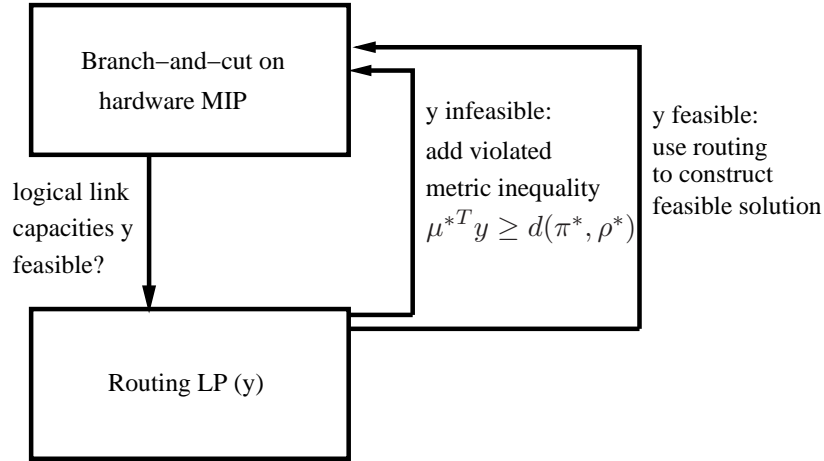 Branch−and−cut on
hardware MIP
logical link
capacities y
feasible?
y infeasible:
add violated
metric inequality
μ*ᵀy ≥ d(π*, ρ*)
y feasible:
use routing
to construct
feasible solution
Routing LP (y)